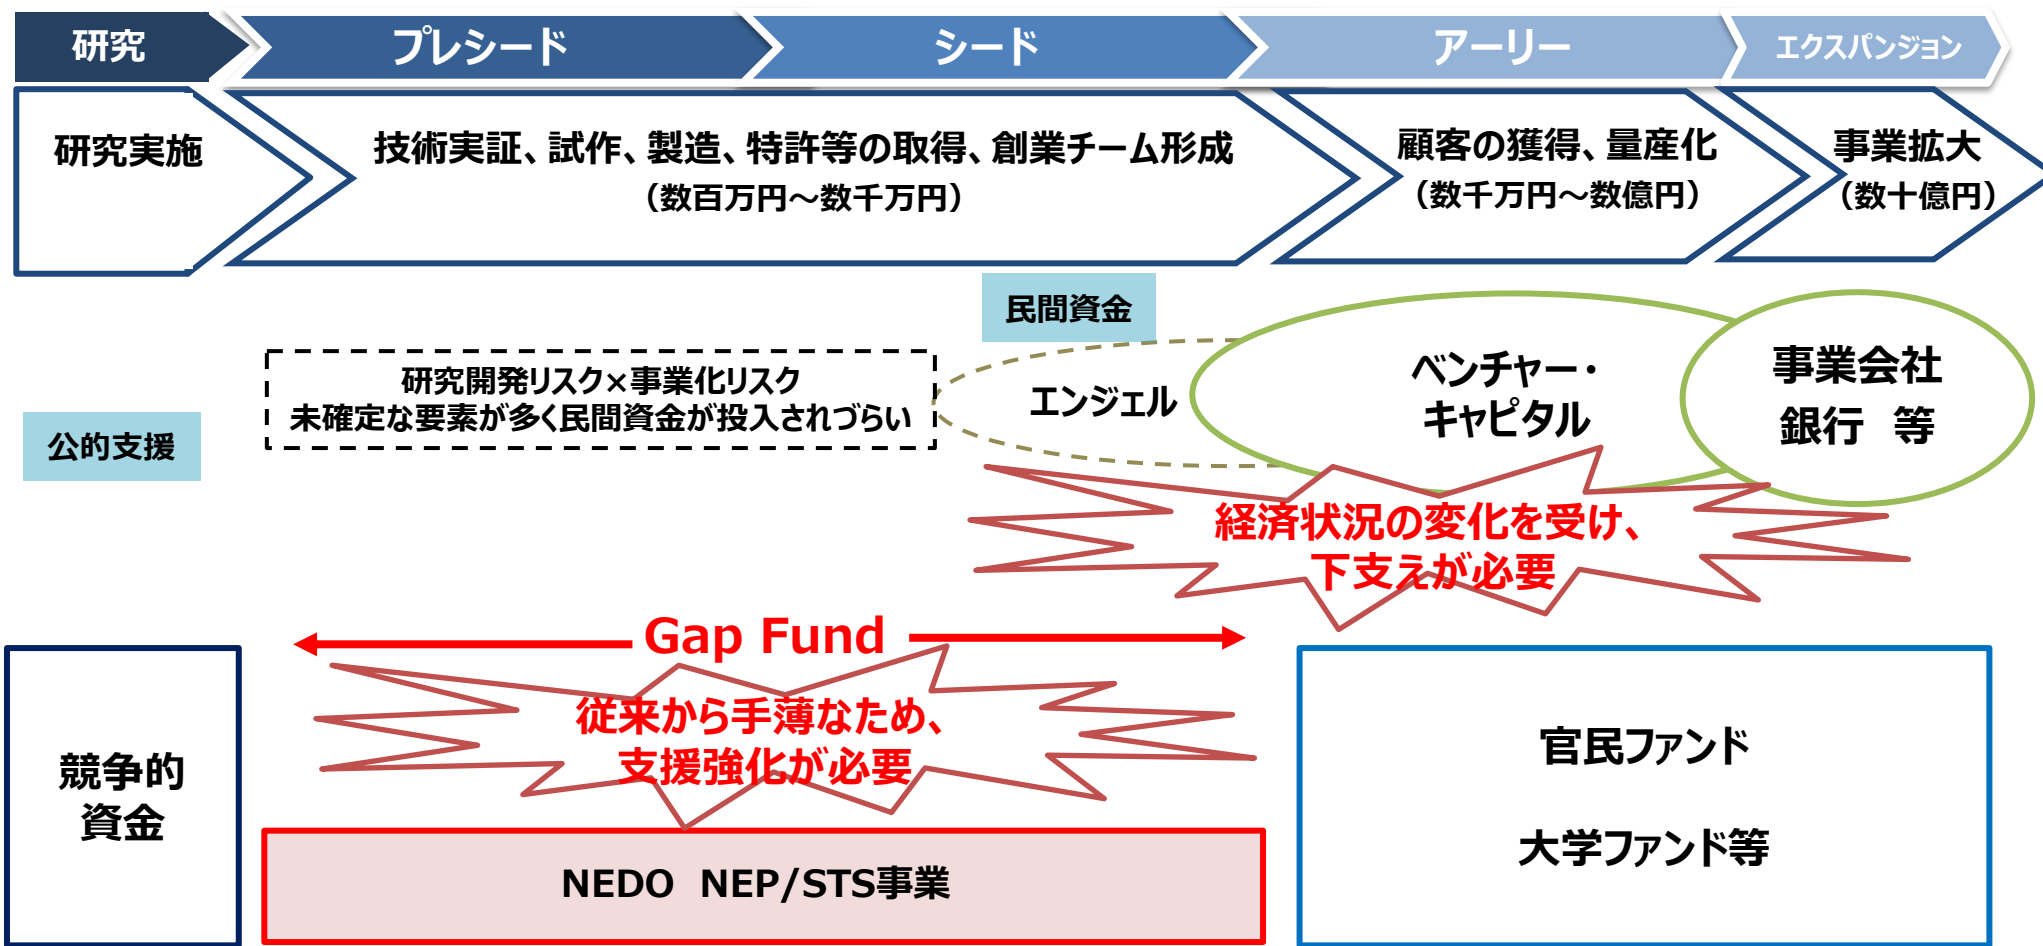 研究
プレシード
シード
アーリー
エクスパンジョン
研究実施
技術実証、試作、製造、特許等の取得、創業チーム形成
（数百万円～数千万円）
顧客の獲得、量産化
（数千万円～数億円）
事業拡大
（数十億円）
民間資金
公的支援
研究開発リスク×事業化リスク
未確定な要素が多く民間資金が投入されづらい
エンジェル
ベンチャー・
キャピタル
事業会社
銀行　等
経済状況の変化を受け、
下支えが必要
Gap Fund
従来から手薄なため、
支援強化が必要
競争的
資金
NEDO　NEP/STS事業
官民ファンド
大学ファンド等